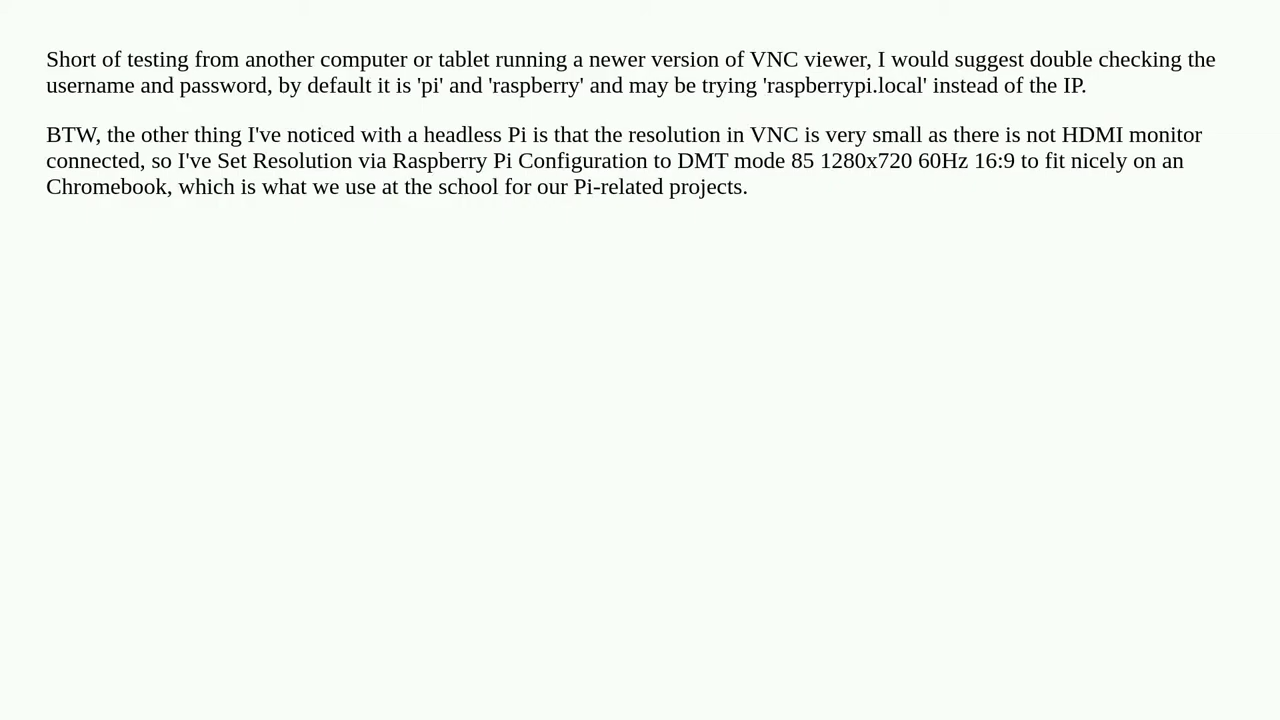 Short of testing from another computer or tablet running a newer version of VNC viewer, I would suggest double checking the
username and password, by default it is 'pi' and 'raspberry' and may be trying 'raspberrypi.local' instead of the IP.
BTW, the other thing I've noticed with a headless Pi is that the resolution in VNC is very small as there is not HDMI monitor
connected, so I've Set Resolution via Raspberry Pi Configuration to DMT mode 85 1280x720 60Hz 16:9 to fit nicely on an
Chromebook, which is what we use at the school for our Pi-related projects.